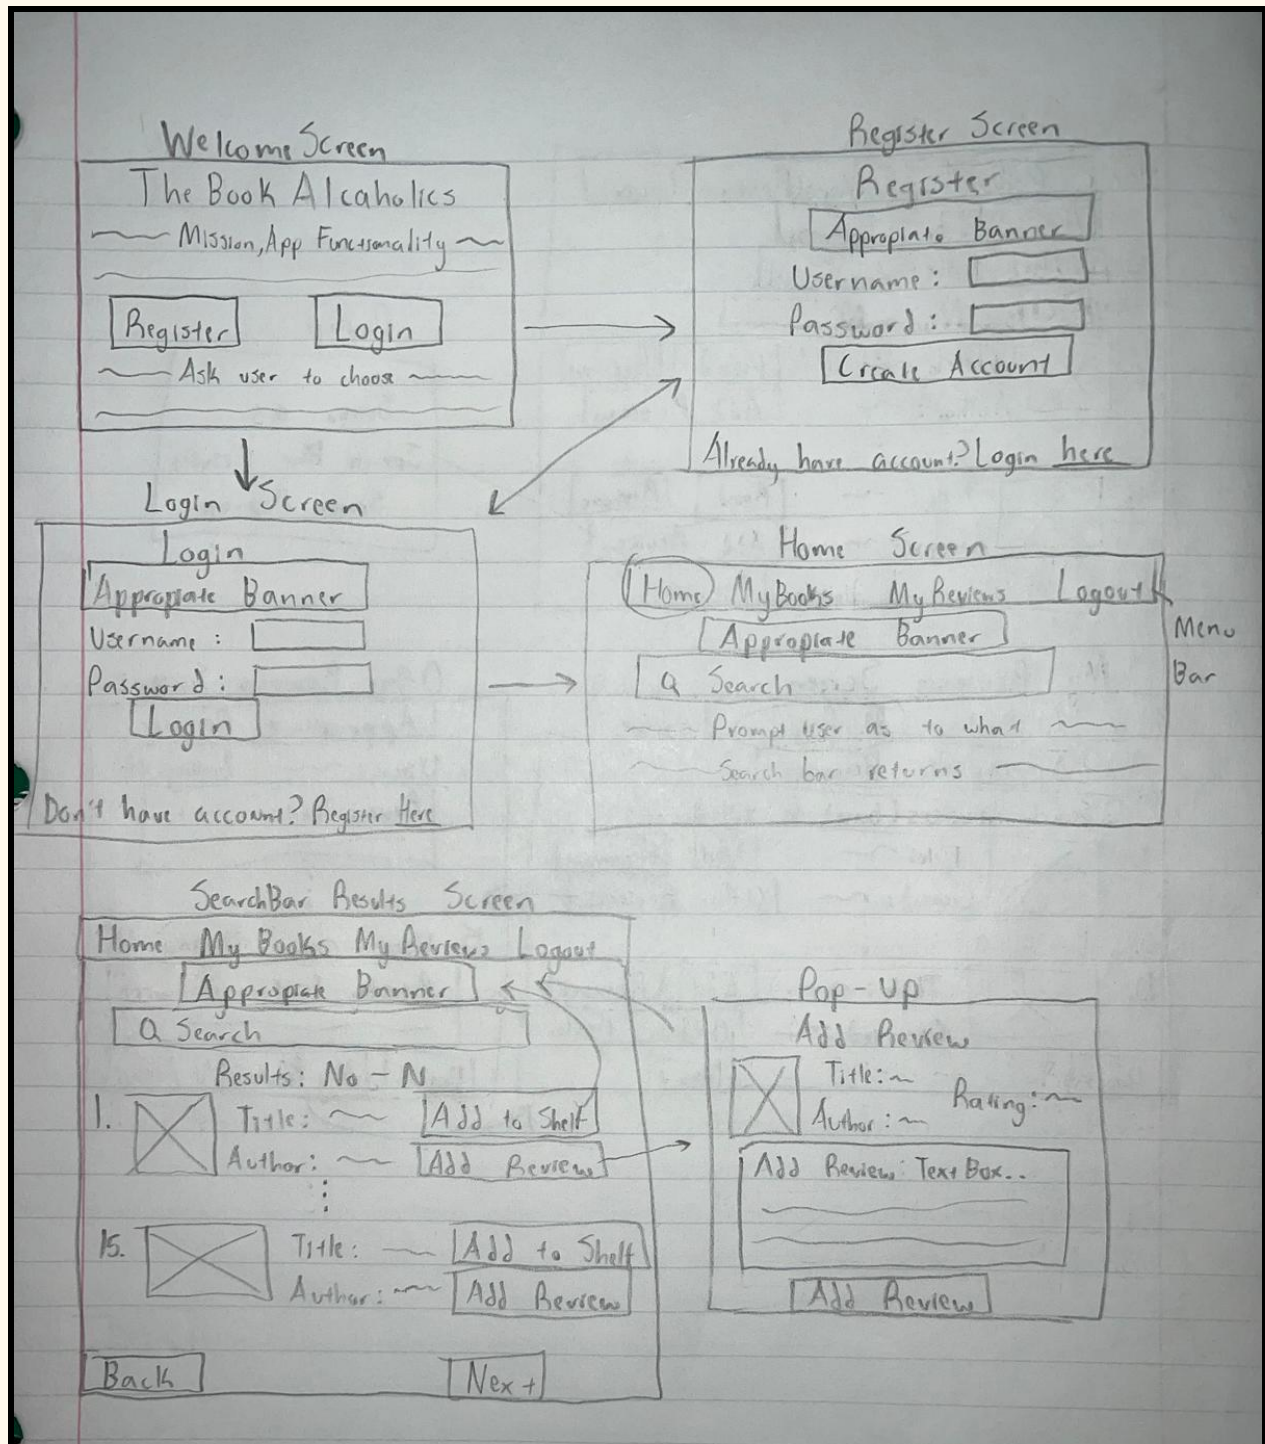 Welcome Screen
The Book Alcaholics
Mission, App Functionality
Register Login
Ask user to choose
Register Screen
Register
Appropiate Banner
Username:
Password:
Create Account
Already have account? Login here
Login Screen
Login
Appropiate Banner
Username:
Password:
Login
Don't have account? Register Here
Home Screen
Home MyBooks MyReviews Logout
Menu
Bar
Appropiate Banner
Search
Prompt user as to what
Search bar returns
SearchBar Results Screen
Home My Books My Reviews Logout
Appropiate Banner
Search
Results: No - N
1. Title: Add to Shelf
Author: Add Review
15. Title: Add to Shelf
Author: Add Review
Back Next
Pop-up
Add Review
Title:
Rating:
Author:
Add Review: Text Box..
Add Review